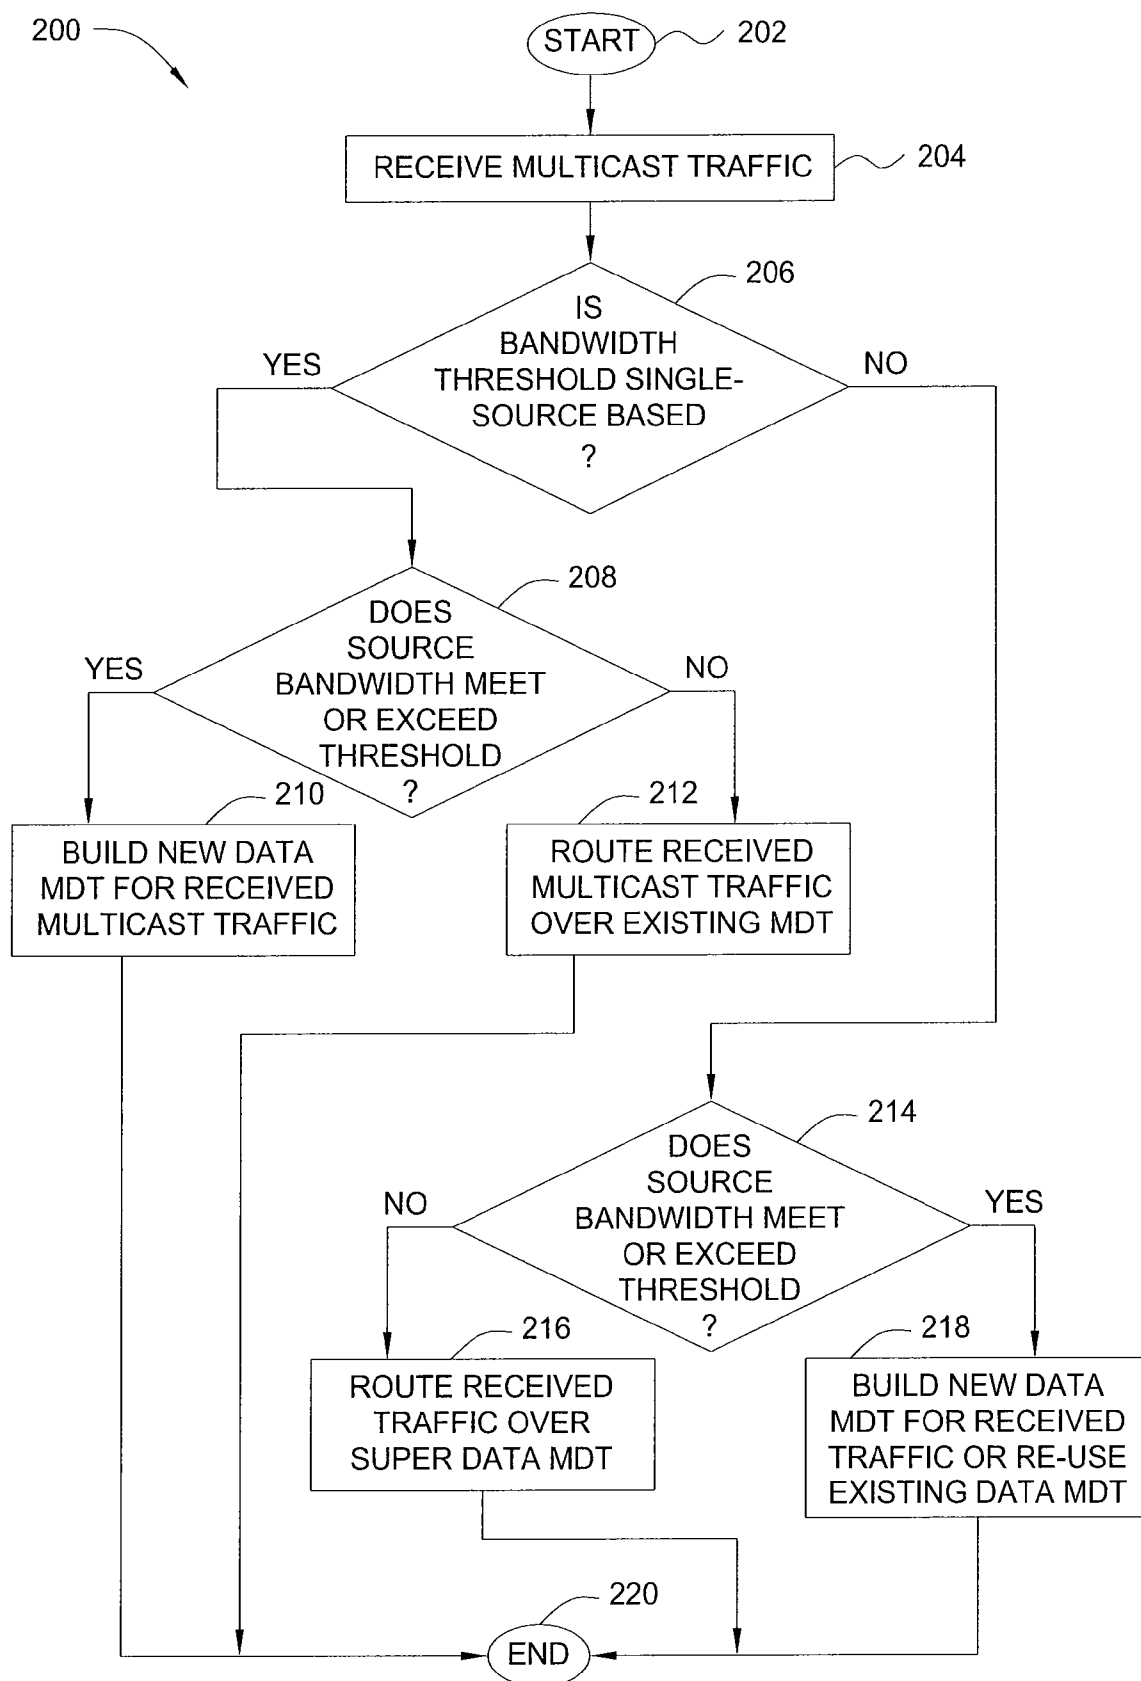 200
START
202
RECEIVE MULTICAST TRAFFIC
204
206
IS
BANDWIDTH
THRESHOLD SINGLE-
SOURCE BASED
?
YES
NO
208
DOES
SOURCE
BANDWIDTH MEET
OR EXCEED
THRESHOLD
?
YES
NO
210
BUILD NEW DATA
MDT FOR RECEIVED
MULTICAST TRAFFIC
212
ROUTE RECEIVED
MULTICAST TRAFFIC
OVER EXISTING MDT
214
DOES
SOURCE
BANDWIDTH MEET
OR EXCEED
THRESHOLD
?
NO
YES
216
ROUTE RECEIVED
TRAFFIC OVER
SUPER DATA MDT
218
BUILD NEW DATA
MDT FOR RECEIVED
TRAFFIC OR RE-USE
EXISTING DATA MDT
220
END